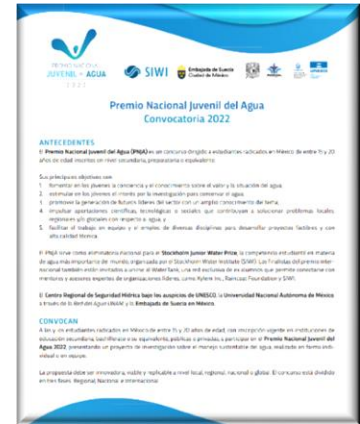 PREMIO NACIONAL
JUVENIL DEL AGUA
2022
SIWI
Embajada de Suecia
Ciudad de México
UNESCO
Premio Nacional Juvenil del Agua
Convocatoria 2022
ANTECEDENTES
El Premio Nacional Juvenil del Agua (PNJA) es un concurso dirigido a estudiantes radicados en México de entre 15 y 20
años de edad inscritos en nivel secundaria, preparatoria o equivalente.
Sus principales objetivos son:
1. fomentar en los jóvenes la conciencia y el conocimiento sobre el valor y la situación del agua;
2. estimular en los jóvenes el interés por la investigación para conservar el agua;
3. promover la generación de futuros líderes del sector con un amplio conocimiento del tema;
4. impulsar aportaciones científicas, tecnológicas o sociales que contribuyan a solucionar problemas locales,
regionales y/o globales con respecto al agua; y
5. facilitar el trabajo en equipo y el empleo de diversas disciplinas para desarrollar proyectos factibles y con
alta calidad técnica.
El PNJA sirve como eliminatoria nacional para el Stockholm Junior Water Prize, la competencia estudiantil en materia
de agua más importante del mundo, organizada por el Stockholm Water Institute (SIWI). Los finalistas del premio inter-
nacional también están invitados a unirse al Water Tank, una red exclusiva de ex alumnos que permite conectarse con
mentores y asesores expertos de organizaciones líderes, como Xylem Inc., Ramboll Foundation y SIWI.
El Centro Regional de Seguridad Hídrica bajo los auspicios de UNESCO, la Universidad Nacional Autónoma de México
a través de la Red del Agua UNAM y la Embajada de Suecia en México,
CONVOCAN
A las y los estudiantes radicados en México de entre 15 y 20 años de edad, con inscripción vigente en instituciones de
educación secundaria, bachillerato o su equivalente, públicas o privadas, a participar en el Premio Nacional Juvenil del
Agua 2022, presentando un proyecto de investigación sobre el manejo sustentable del agua, realizado en forma indi-
vidual o en equipo.
La propuesta debe ser innovadora, viable y replicable a nivel local, regional, nacional o global. El concurso está dividido
en tres fases: Regional, Nacional e Internacional.